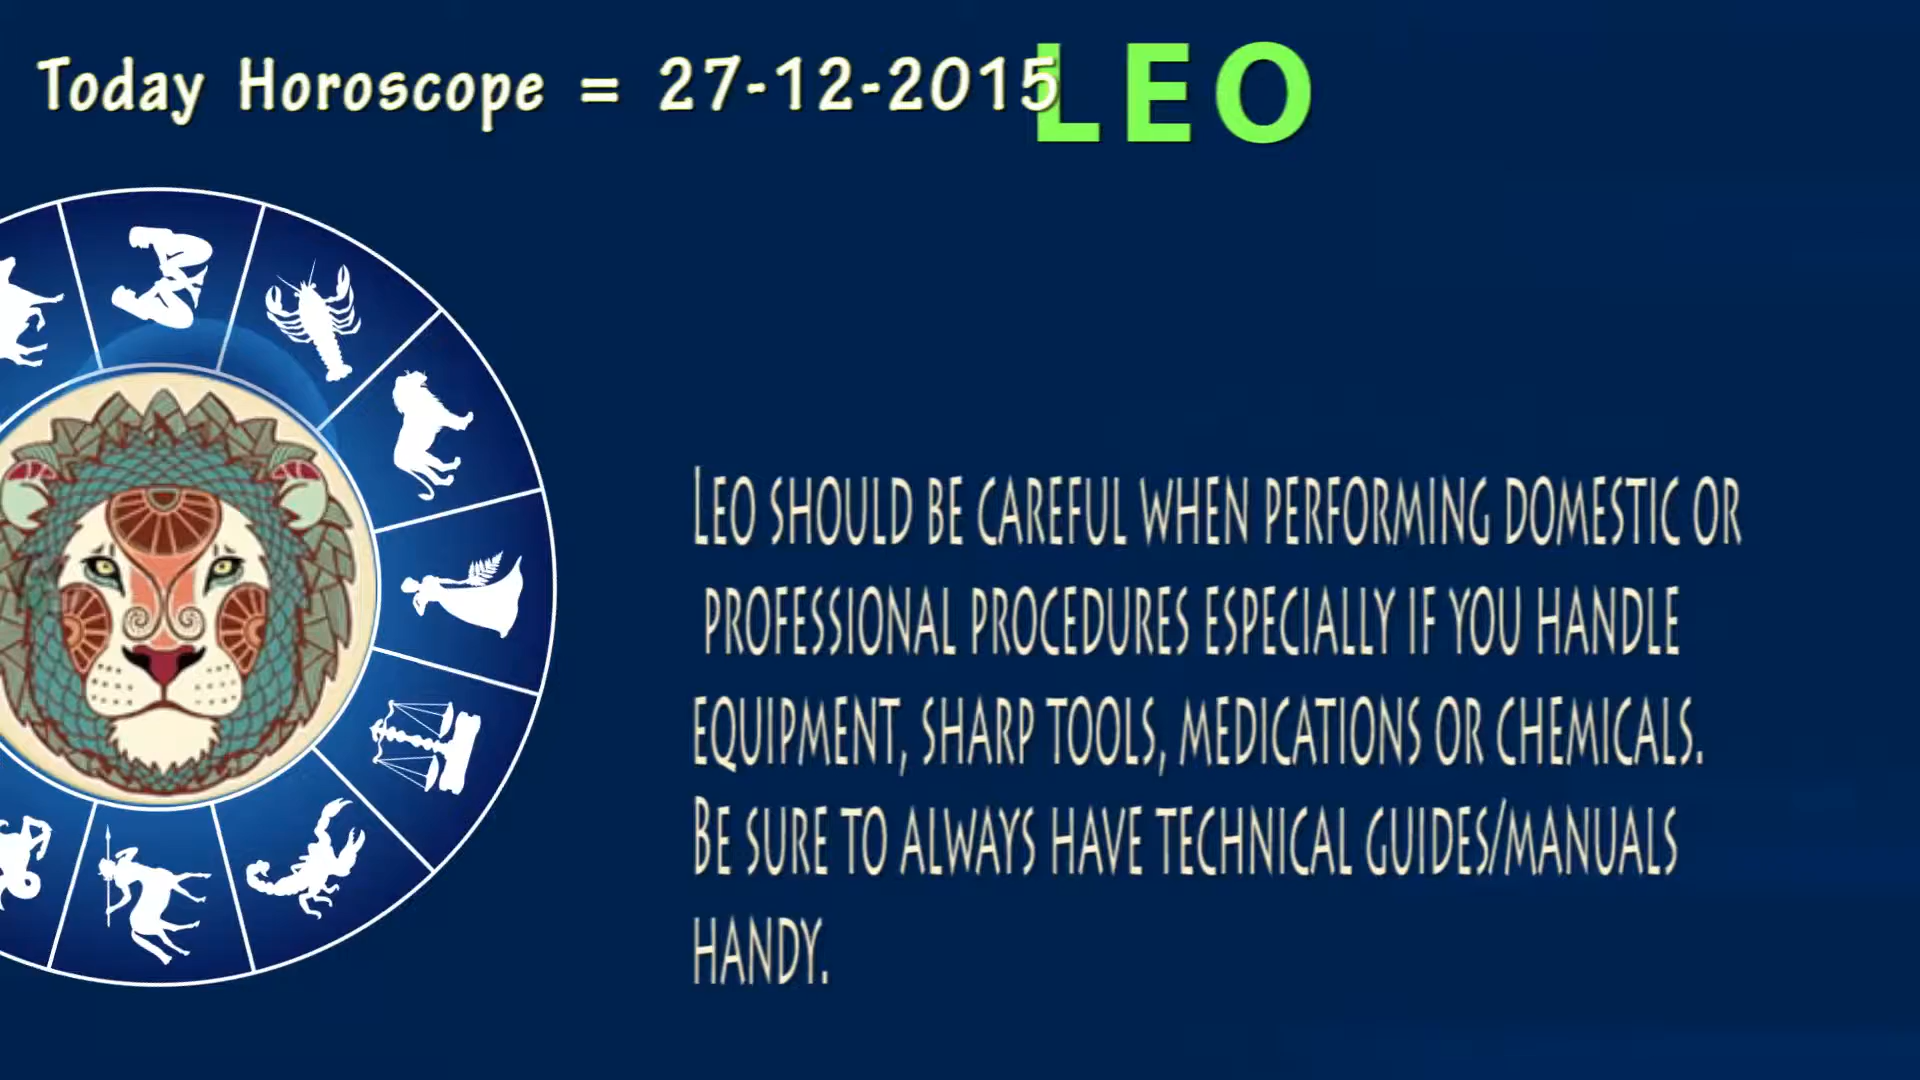 Today Horoscope = 27-12-2015
LEO
Leo should be careful when performing domestic or
professional procedures especially if you handle
equipment, sharp tools, medications or chemicals.
Be sure to always have technical guides/manuals
handy.